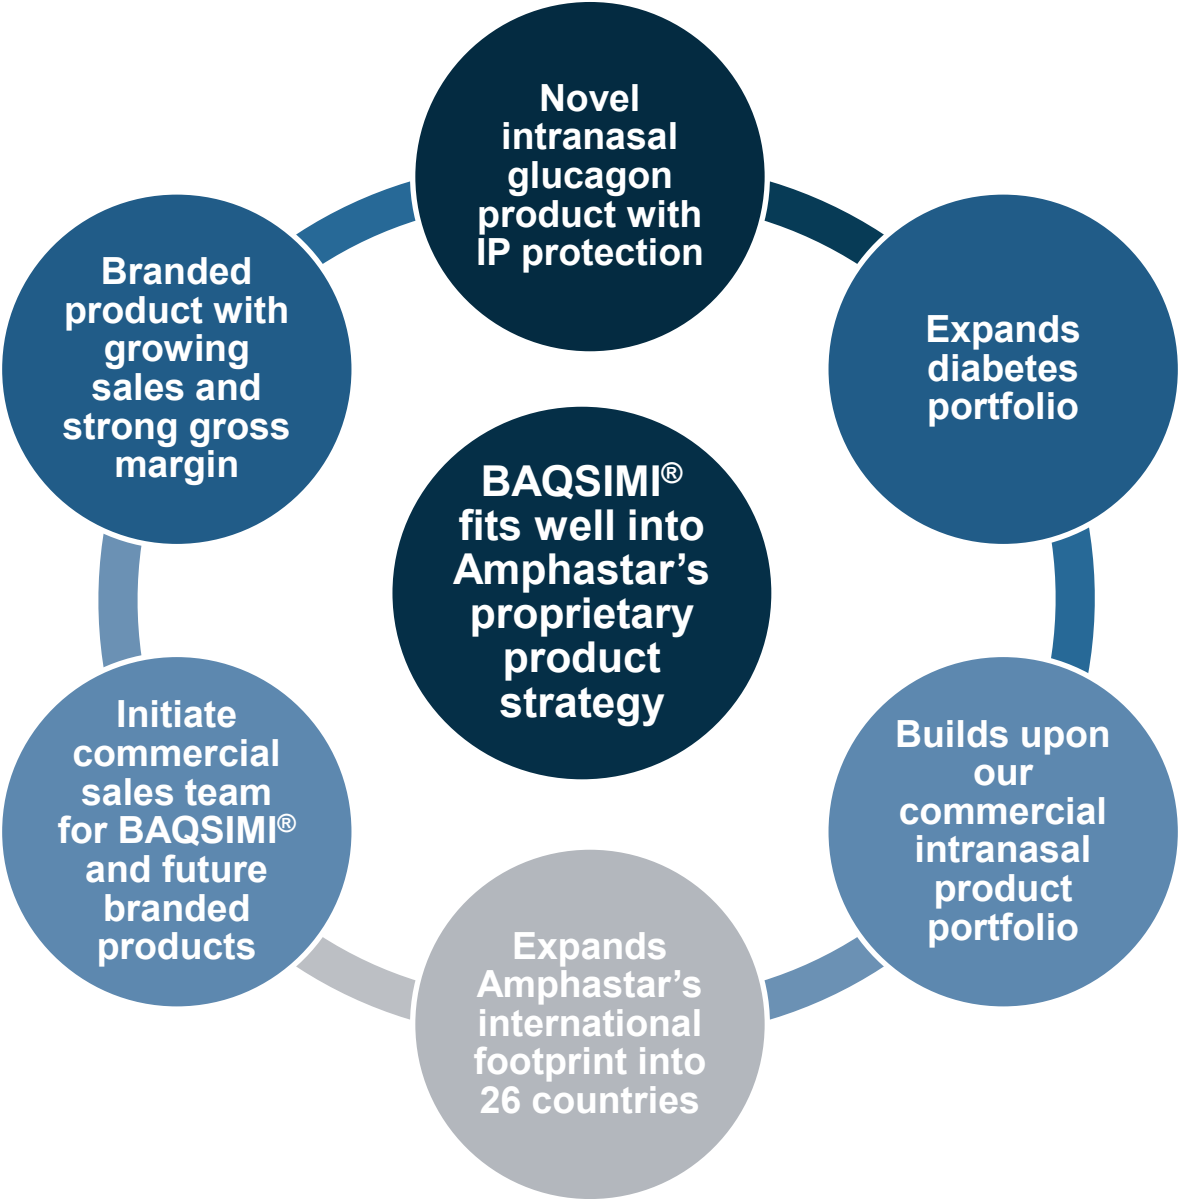 Novel
intranasal
glucagon
product with
IP protection
Branded
product with
growing
sales and
strong gross
margin
Expands
diabetes
portfolio
BAQSIMI®
fits well into
Amphastar’s
proprietary
product
strategy
Initiate
commercial
sales team
for BAQSIMI®
and future
branded
products
Builds upon
our
commercial
intranasal
product
portfolio
Expands
Amphastar’s
international
footprint into
26 countries